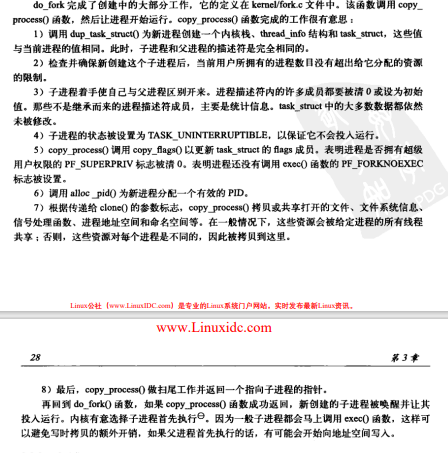 do_fork 完成了创建中的大部分工作，它的定义在 kernel/fork.c 文件中。该函数调用 copy_
process() 函数，然后让进程开始运行。copy_process() 函数完成的工作很有意思：
1）调用 dup_task_struct() 为新进程创建一个内核栈、thread_info 结构和 task_struct，这些值
与当前进程的值相同。此时，子进程和父进程的描述符是完全相同的。
2）检查并确保新创建这个子进程后，当前用户所拥有的进程数目没有超出给它分配的资源
的限制。
3）子进程着手使自己与父进程区别开来。进程描述符内的许多成员都要被清 0 或设为初始
值。那些不是继承而来的进程描述符成员，主要是统计信息。task_struct 中的大多数数据都依然
未被修改。
4）子进程的状态被设置为 TASK_UNINTERRUPTIBLE，以保证它不会投入运行。
5）copy_process() 调用 copy_flags() 以更新 task_struct 的 flags 成员。表明进程是否拥有超级
用户权限的 PF_SUPERPRIV 标志被清 0。表明进程还没有调用 exec() 函数的 PF_FORKNOEXEC
标志被设置。
6）调用 alloc_pid() 为新进程分配一个有效的 PID。
7）根据传递给 clone() 的参数标志，copy_process() 拷贝或共享打开的文件、文件系统信息、
信号处理函数、进程地址空间和命名空间等。在一般情况下，这些资源会被给定进程的所有线程
共享；否则，这些资源对每个进程是不同的，因此被拷贝到这里。
Linux公社（www.LinuxIDC.com）是专业的Linux系统门户网站，实时发布最新Linux资讯。
www.Linuxidc.com
28 第 3 章
8）最后，copy_process() 做扫尾工作并返回一个指向子进程的指针。
再回到 do_fork() 函数，如果 copy_process() 函数成功返回，新创建的子进程被唤醒并让其
投入运行。内核有意选择子进程首先执行㊀。因为一般子进程都会马上调用 exec() 函数，这样可
以避免写时拷贝的额外开销，如果父进程首先执行的话，有可能会开始向地址空间写入。